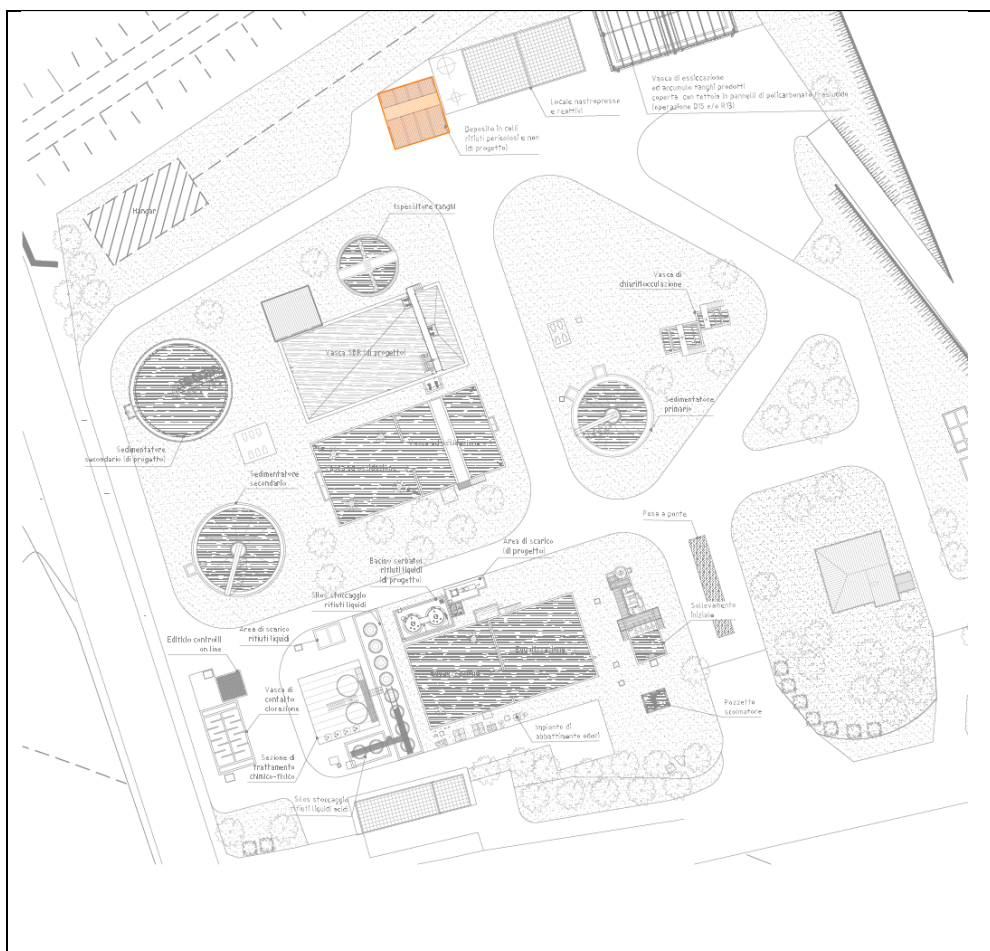 Vasca di essiccazione
ed accumulo fanghi prodotti
coperta con tettoia in pannelli di policarbonato
(operazione D15 e/o R13)
Locale nastropresse
e reattivi
Deposito in colli
rifiuti pericolosi e non
(di progetto)
Hangar
Ispessitore fanghi
Vasca di
chiariflocculazione
Vasca SBR (di progetto)
Sedimentatore
primario
Sedimentatore
secondario (di progetto)
Sedimentatore
secondario
Pesa a ponte
Area di scarico
(di progetto)
Bacino serbatoi
rifiuti liquidi
(di progetto)
Silos stoccaggio
rifiuti liquidi
Sollevamento
iniziale
Area di scarico
rifiuti liquidi
Edificio controlli
on line
Vasca di
contatto
clorazione
Pozzetto
scolmatore
Impianto di
abbattimento odori
Sezione di
trattamento
chimico-fisico
Silos stoccaggio
rifiuti liquidi acidi